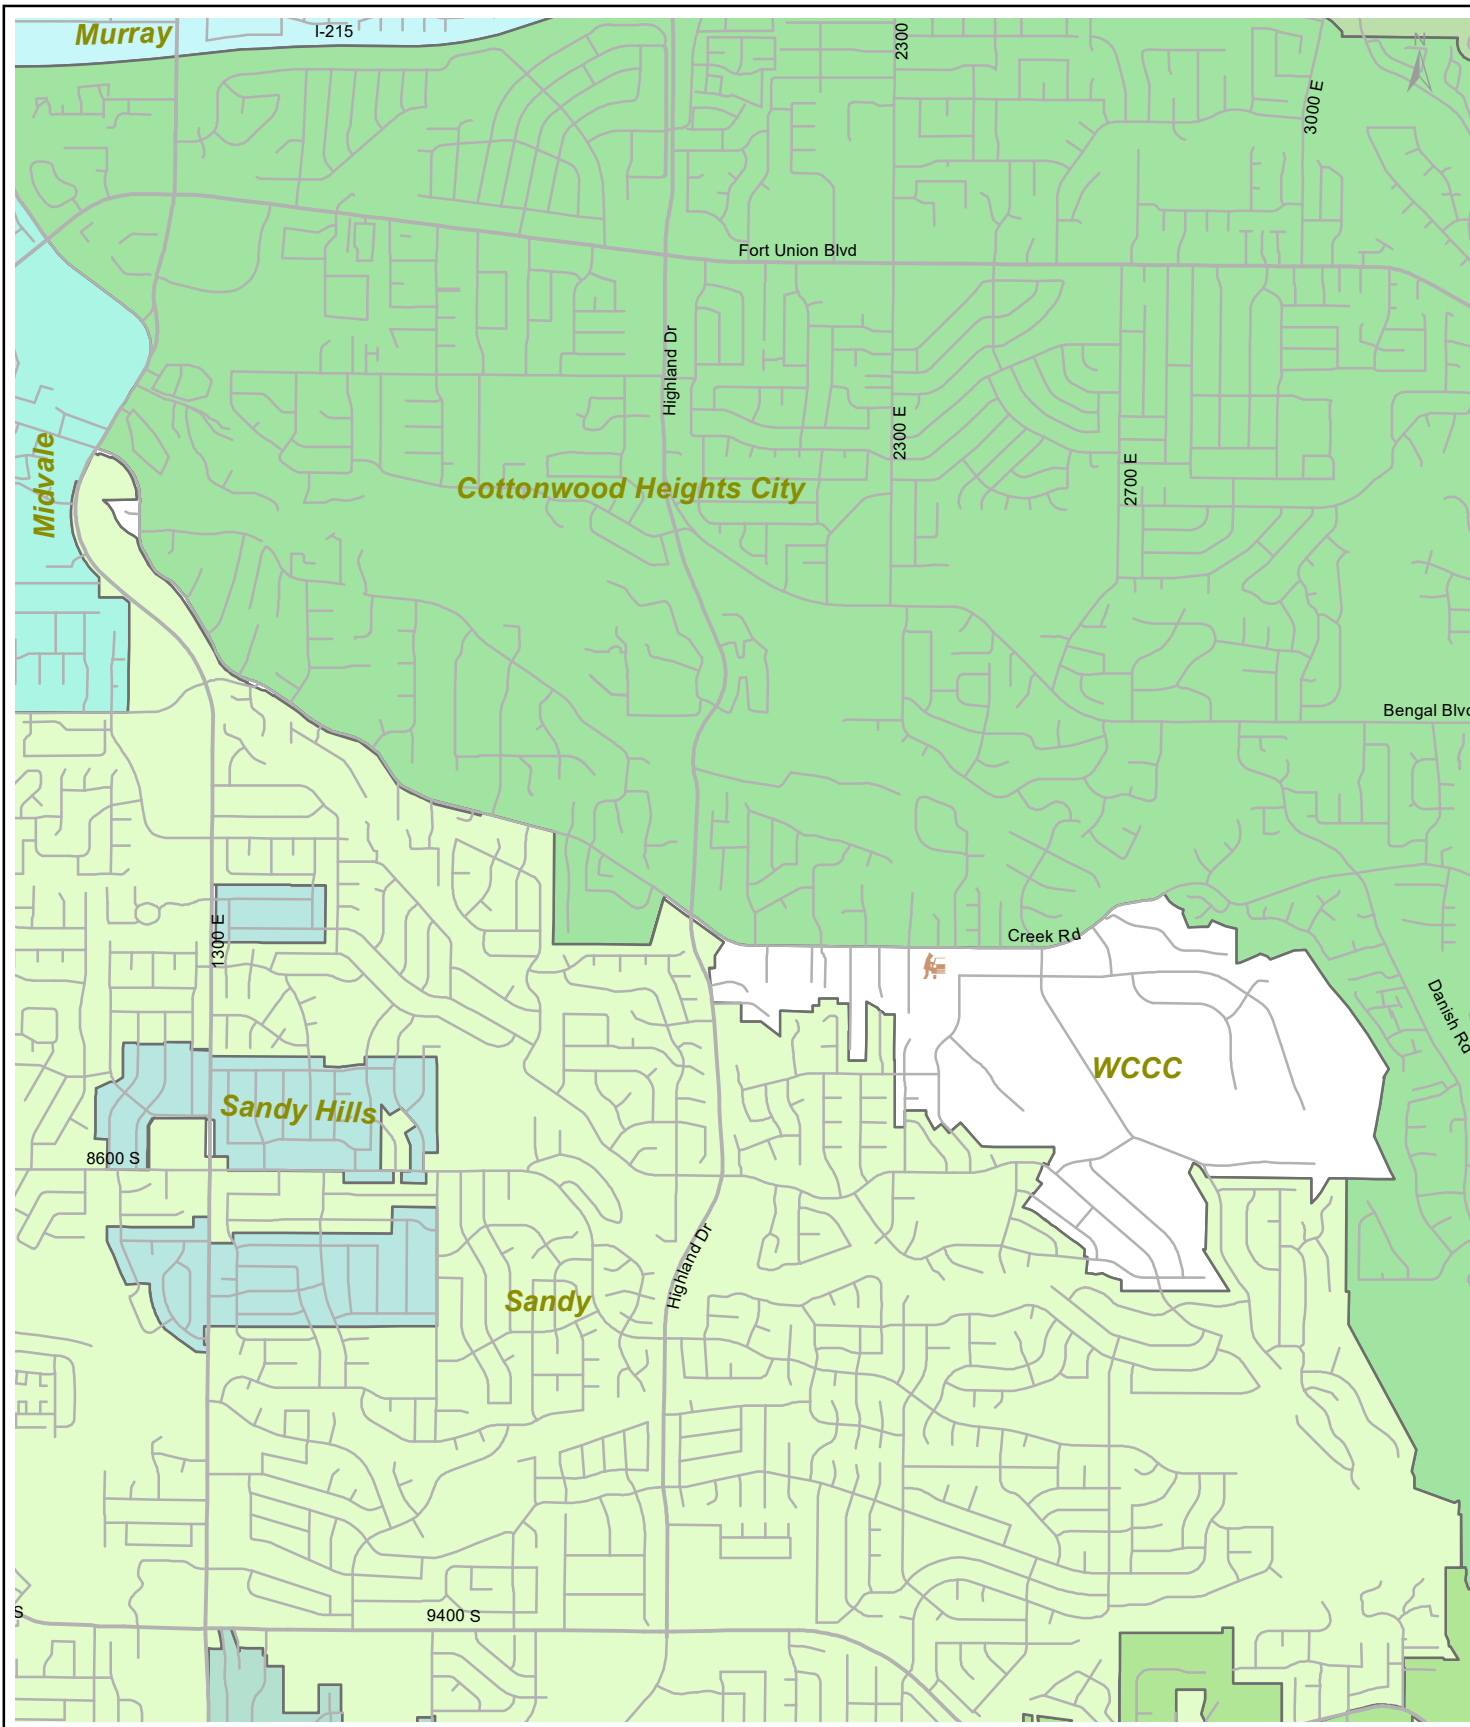 Murray
I-215
2300
N
3000 E
Fort Union Blvd
Highland Dr
2300 E
Midvale
2700 E
Cottonwood Heights City
Bengal Blvd
1300 E
Creek Rd
Danish Rd
WCCC
Sandy Hills
8600 S
Highland Dr
Sandy
S
9400 S